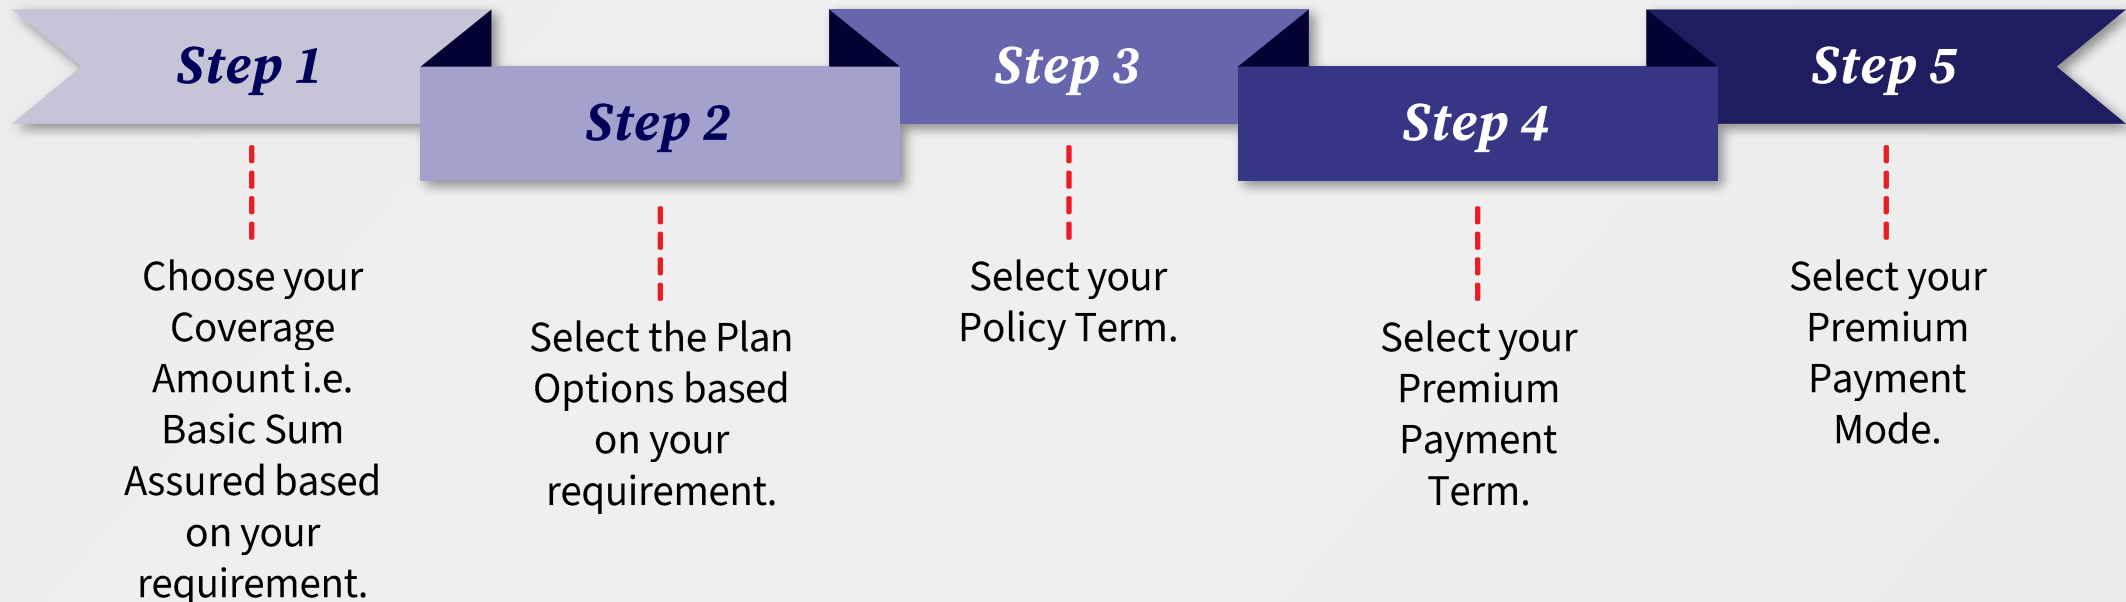 Step 1
Choose your
Coverage
Amount i.e.
Basic Sum
Assured based
on your
requirement.
Step 2
Select the Plan
Options based
on your
requirement.
Step 3
Select your
Policy Term.
Step 4
Select your
Premium
Payment
Term.
Step 5
Select your
Premium
Payment
Mode.